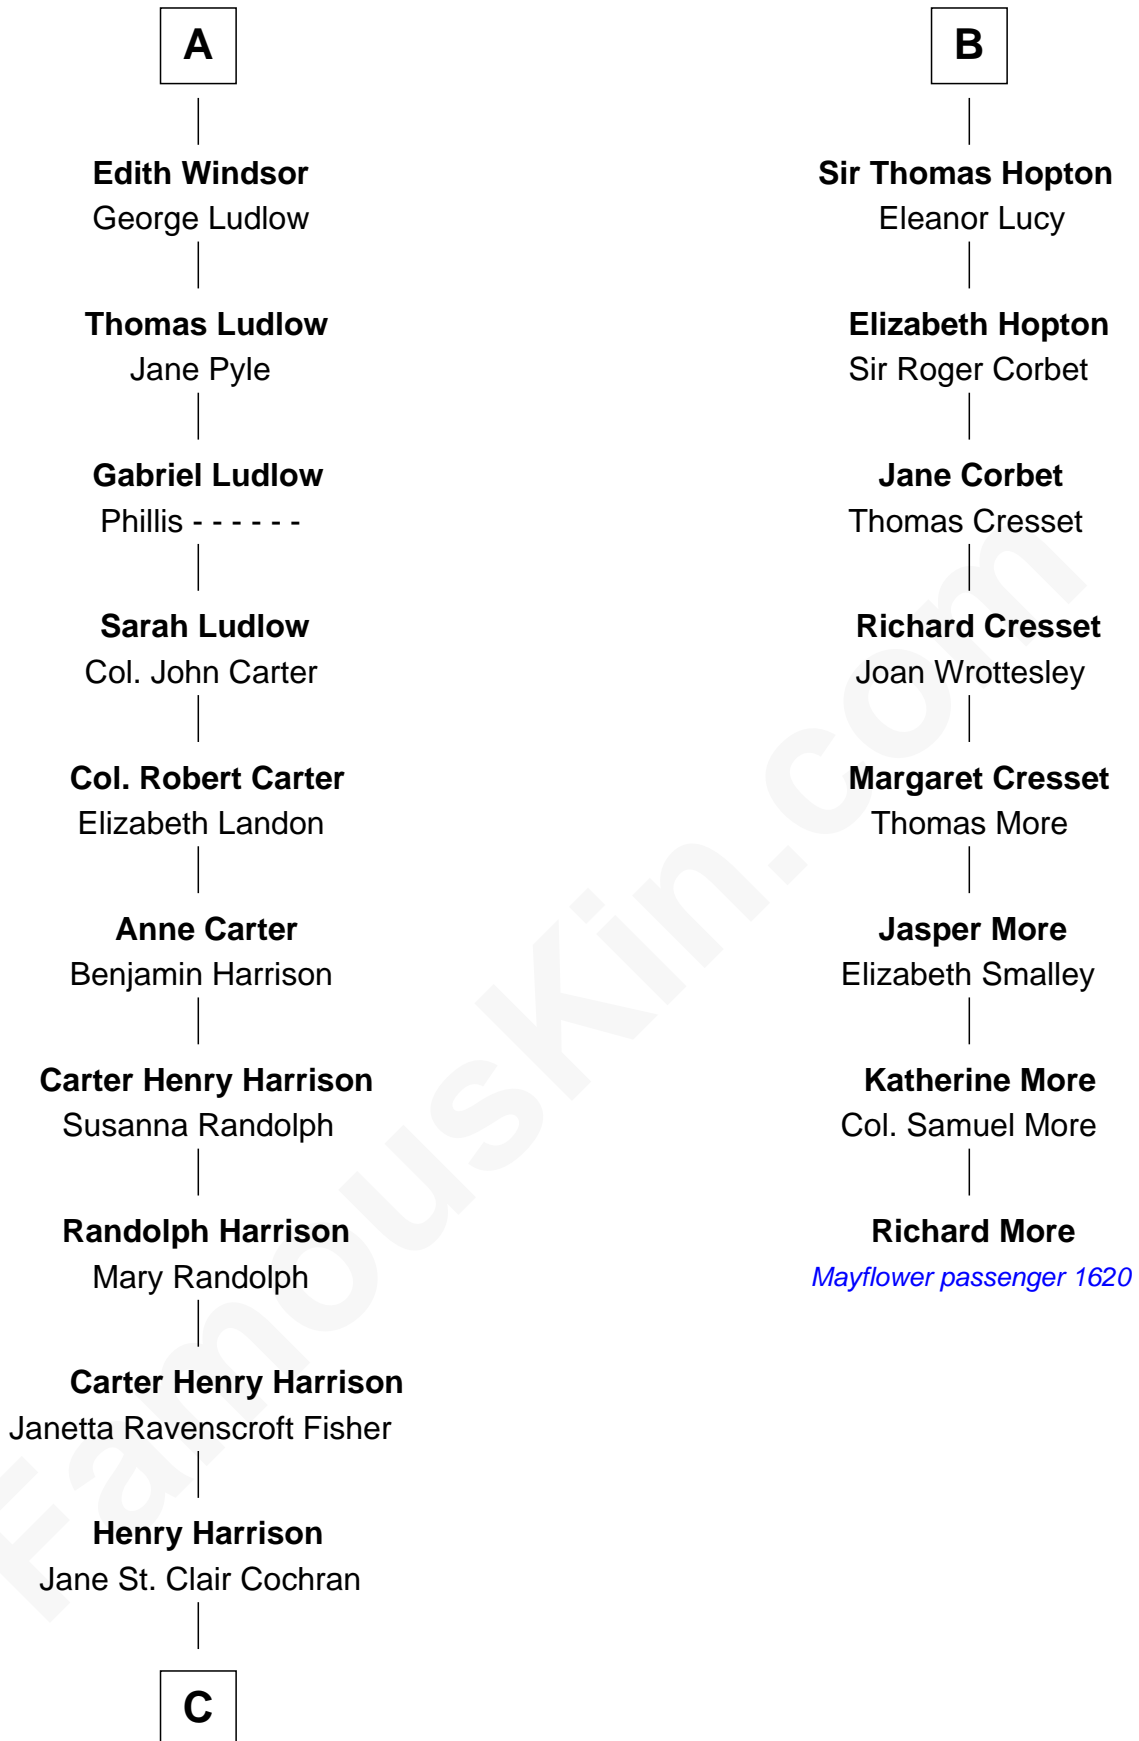 A
Edith Windsor
George Ludlow
Thomas Ludlow
Jane Pyle
Gabriel Ludlow
Phillis - - - - - -
Sarah Ludlow
Col. John Carter
Col. Robert Carter
Elizabeth Landon
Anne Carter
Benjamin Harrison
Carter Henry Harrison
Susanna Randolph
Randolph Harrison
Mary Randolph
Carter Henry Harrison
Janetta Ravenscroft Fisher
Henry Harrison
Jane St. Clair Cochran
C
B
Sir Thomas Hopton
Eleanor Lucy
Elizabeth Hopton
Sir Roger Corbet
Jane Corbet
Thomas Cresset
Richard Cresset
Joan Wrottesley
Margaret Cresset
Thomas More
Jasper More
Elizabeth Smalley
Katherine More
Col. Samuel More
Richard More
Mayflower passenger 1620
FamousKin.com